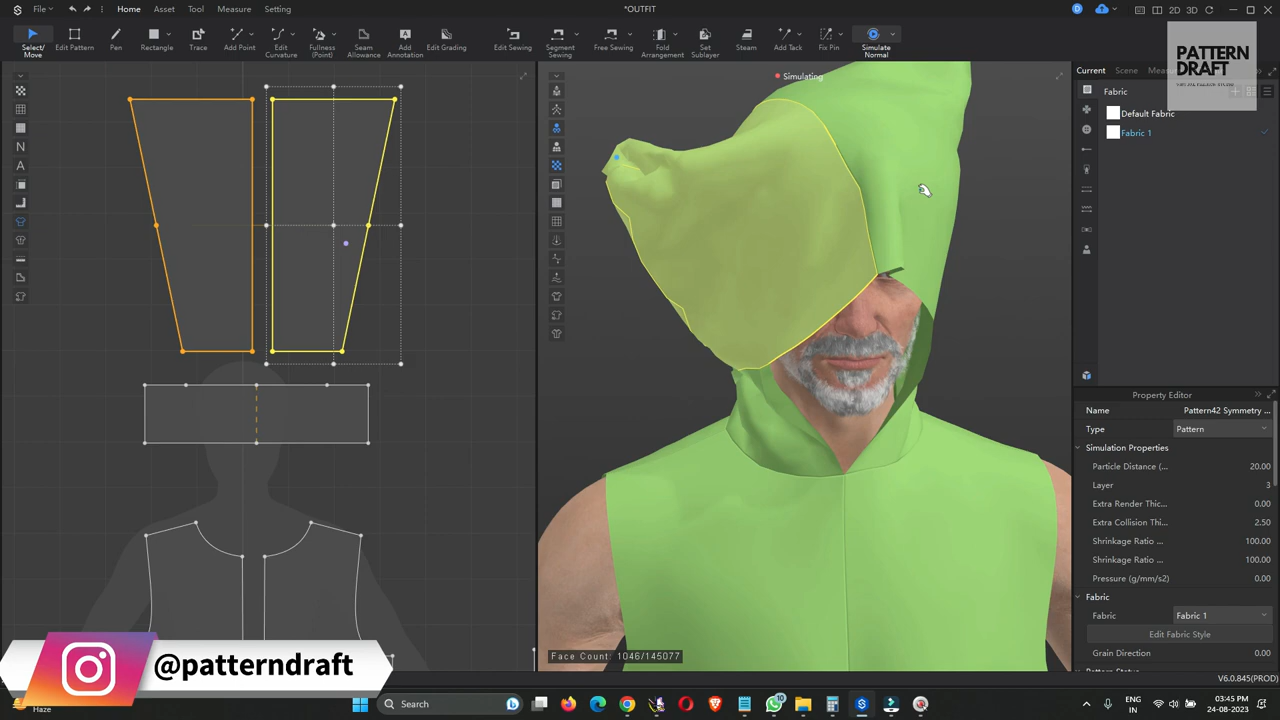 File
Home
Asset
Tool
Measure
Setting
*OUTFIT
Select/
Move
Edit Pattern
Pen
Rectangle
Trace
Add Point
Edit
Curvature
Fullness
(Point)
Seam
Allowance
Add
Annotation
Edit Grading
Edit Sewing
Segment
Sewing
Free Sewing
Fold
Arrangement
Set
Sublayer
Steam
Add Tack
Fix Pin
Simulate
Normal
PATTERN
DRAFT
Simulating
Current
Scene
Fabric
Default Fabric
Fabric 1
Property Editor
Name Pattern42 Symmetry ...
Type Pattern
Simulation Properties
Particle Distance (... 20.00
Layer 3
Extra Render Thic... 0.00
Extra Collision Thi... 2.50
Shrinkage Ratio ... 100.00
Shrinkage Ratio ... 100.00
Pressure (g/mm/s2) 0.00
Fabric
Fabric Fabric 1
Edit Fabric Style
Grain Direction 0.00
Pattern Status
Face Count: 1046/145077
@patterndraft
V6.0.845(PROD)
Haze
Search
10
ENG
IN
03:45 PM
24-08-2023